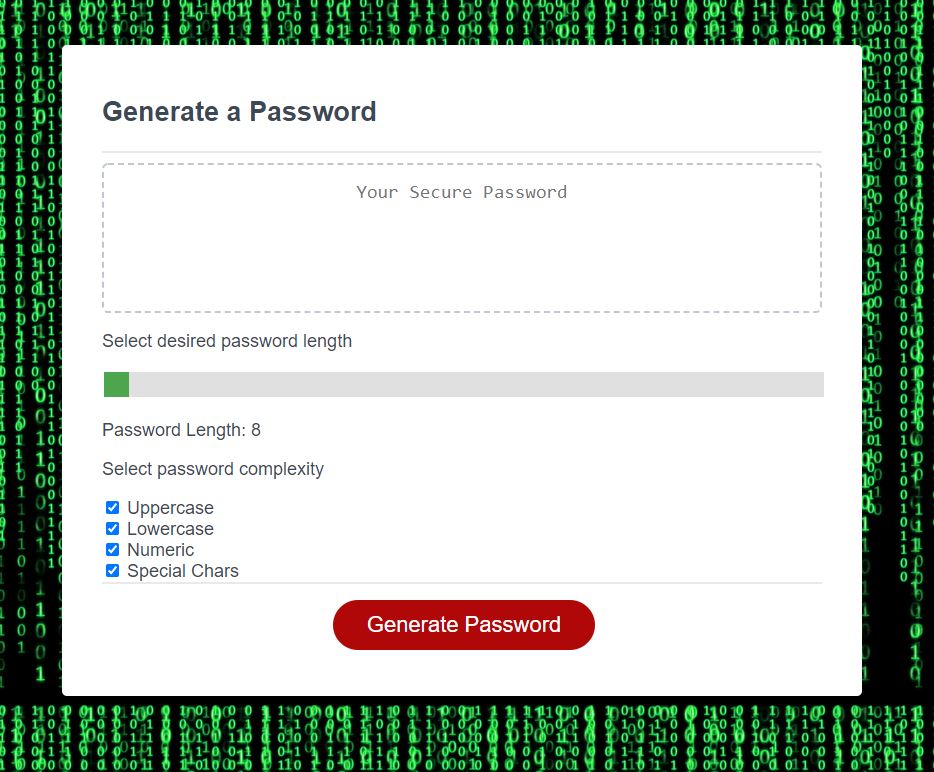 Generate a Password
Your Secure Password
Select desired password length
Password Length: 8
Select password complexity
Uppercase
Lowercase
Numeric
Special Chars
Generate Password